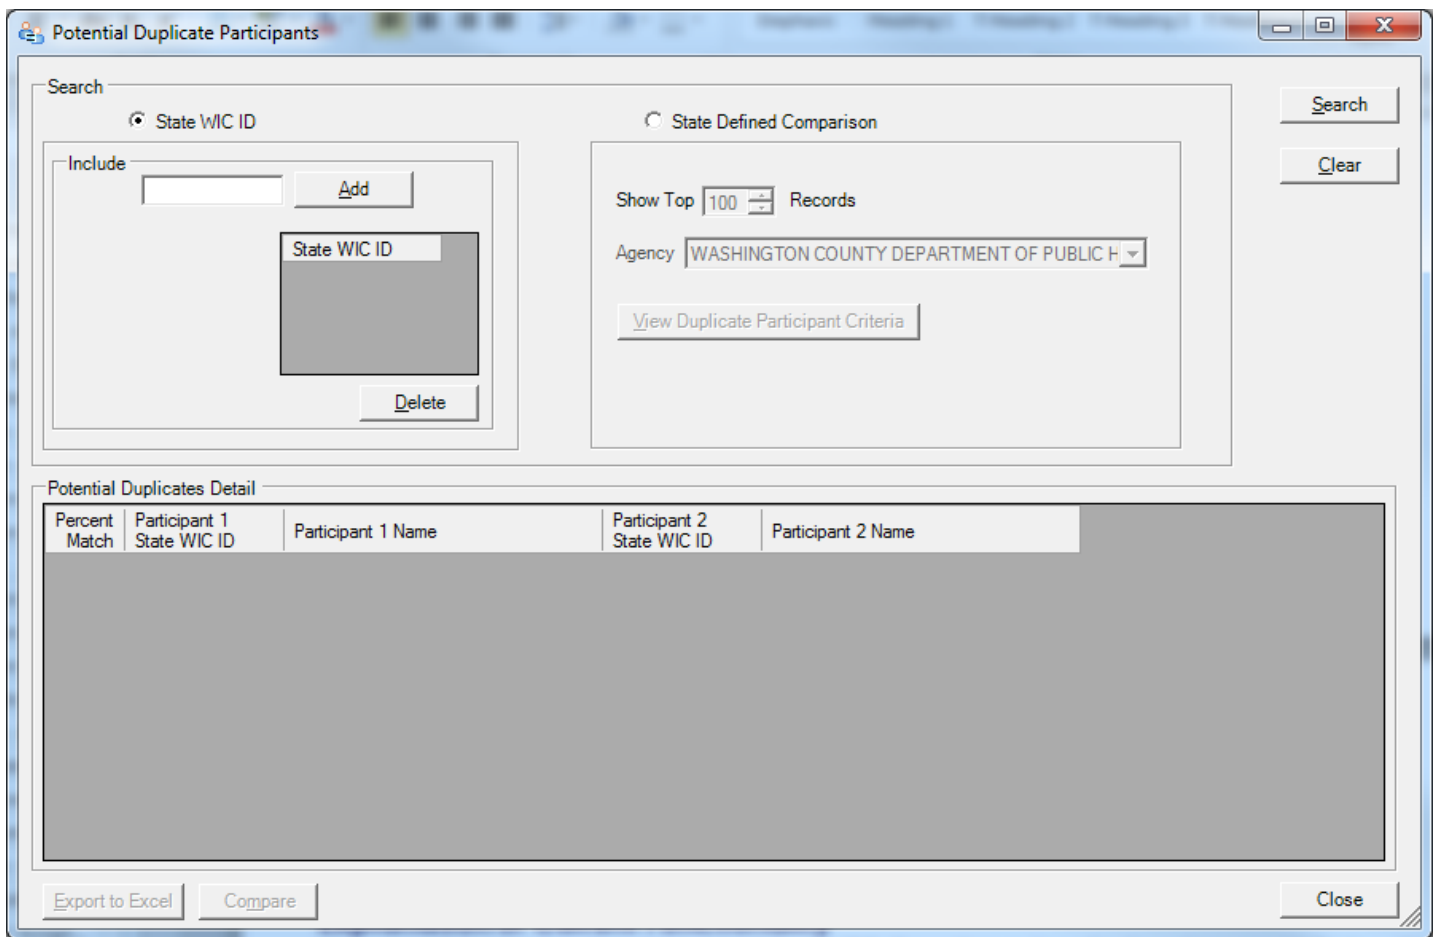 Potential Duplicate Participants
Search
State WIC ID
State Defined Comparison
Search
Clear
Include
Add
State WIC ID
Delete
Show Top 100 Records
Agency WASHINGTON COUNTY DEPARTMENT OF PUBLIC H
View Duplicate Participant Criteria
Potential Duplicates Detail
Percent Match
Participant 1 State WIC ID
Participant 1 Name
Participant 2 State WIC ID
Participant 2 Name
Export to Excel
Compare
Close